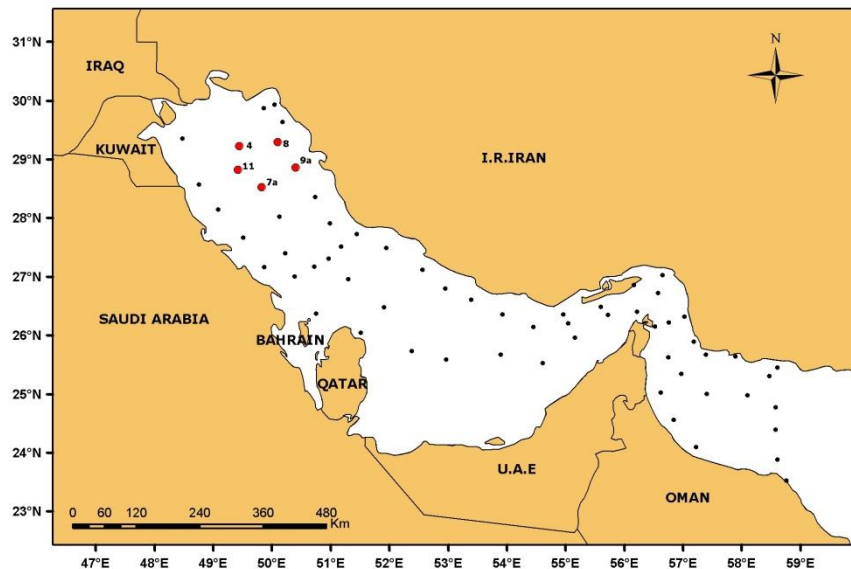 N
31°N
IRAQ
30°N
KUWAIT
29°N
4
8
11
9a
7a
I.R.IRAN
28°N
27°N
SAUDI ARABIA
26°N
BAHRAIN
QATAR
25°N
24°N
U.A.E
OMAN
23°N
0 60 120 240 360 480
Km
47°E 48°E 49°E 50°E 51°E 52°E 53°E 54°E 55°E 56°E 57°E 58°E 59°E